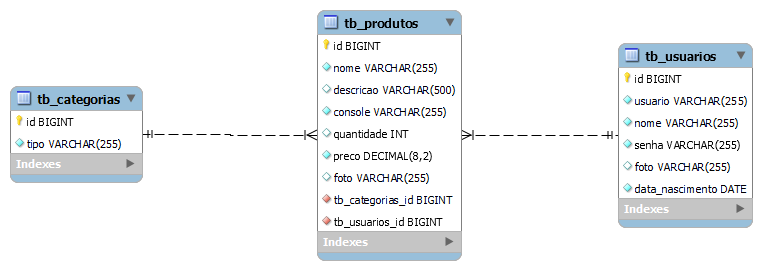 tb_categorias
id BIGINT
tipo VARCHAR(255)
Indexes
tb_produtos
id BIGINT
nome VARCHAR(255)
descricao VARCHAR(500)
console VARCHAR(255)
quantidade INT
preco DECIMAL(8,2)
foto VARCHAR(255)
tb_categorias_id BIGINT
tb_usuarios_id BIGINT
Indexes
tb_usuarios
id BIGINT
usuario VARCHAR(255)
nome VARCHAR(255)
senha VARCHAR(255)
foto VARCHAR(255)
data_nascimento DATE
Indexes